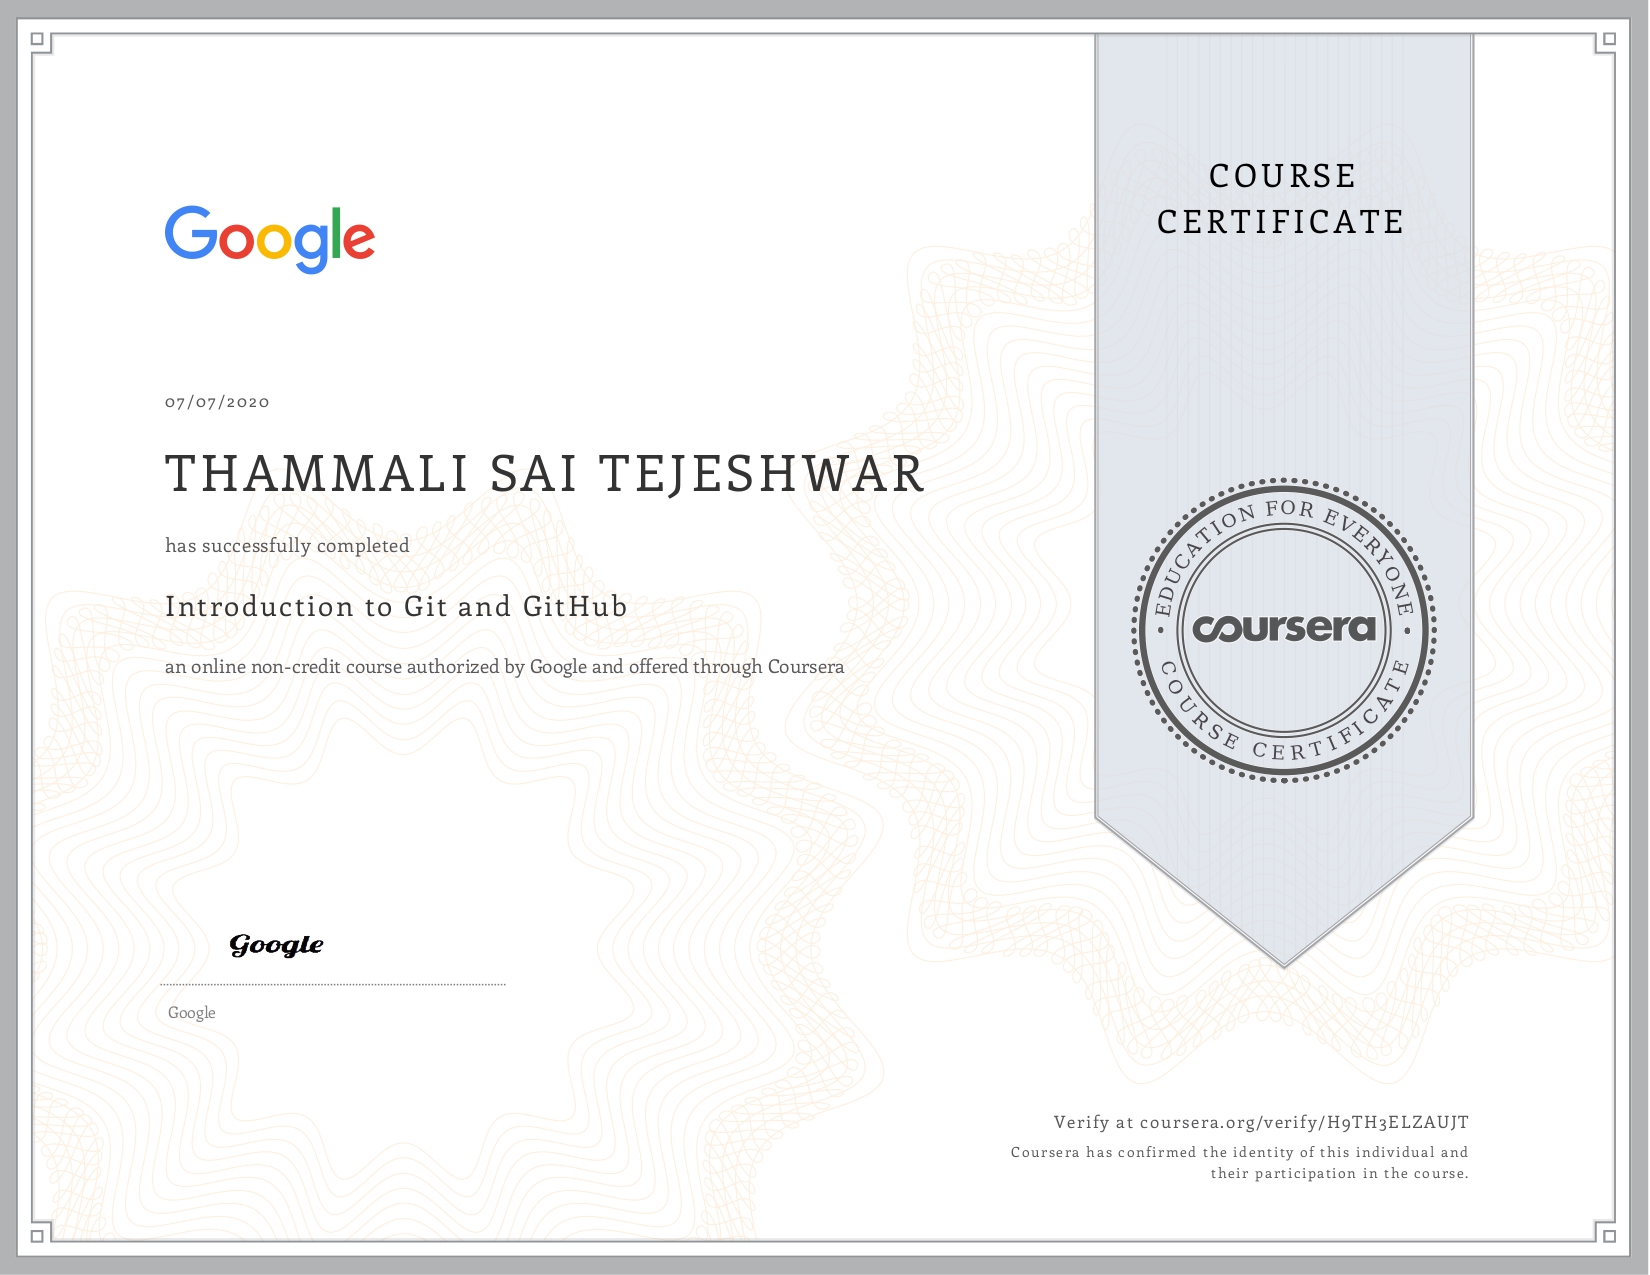 Google
07/07/2020
THAMMALI SAI TEJESHWAR
has successfully completed
Introduction to Git and GitHub
an online non-credit course authorized by Google and offered through Coursera
Google
Google
COURSE
CERTIFICATE
EDUCATION FOR EVERYONE
coursera
COURSE CERTIFICATE
Verify at coursera.org/verify/H9TH3ELZAUJT
Coursera has confirmed the identity of this individual and
their participation in the course.